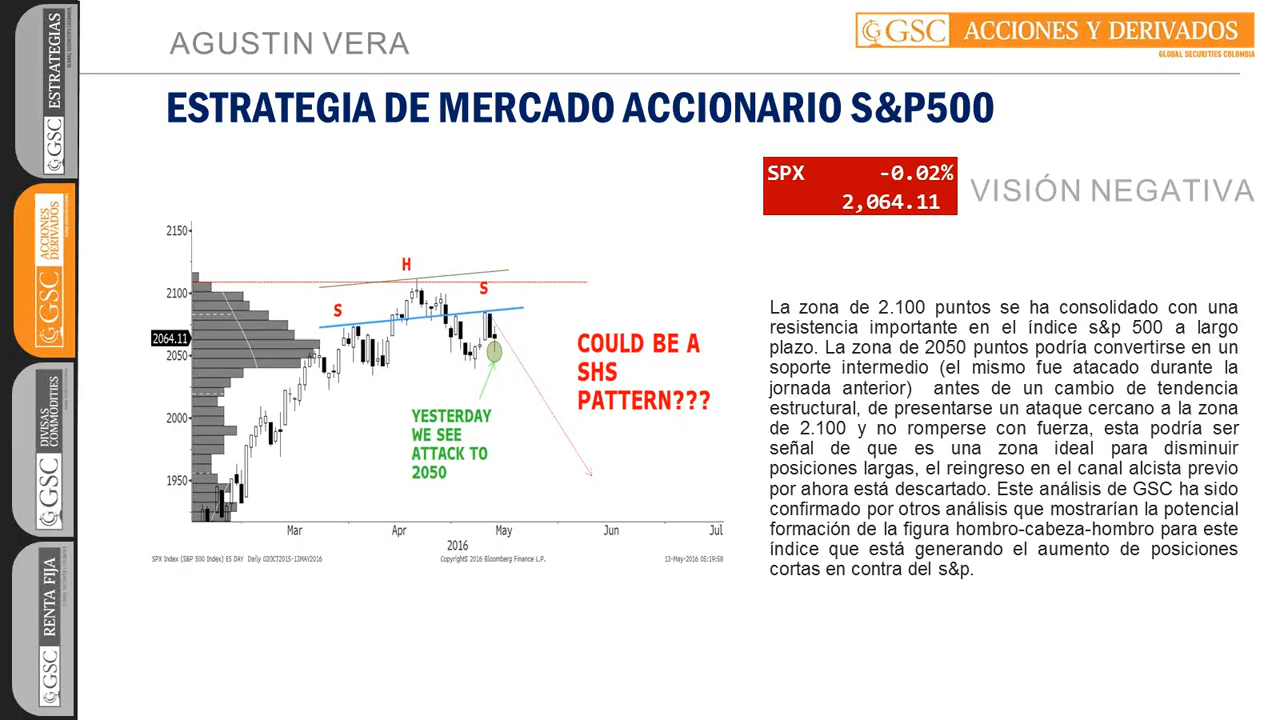 AGUSTIN VERA
GSC ACCIONES Y DERIVADOS
GLOBAL SECURITIES COLOMBIA
ESTRATEGIA DE MERCADO ACCIONARIO S&P500
SPX -0.02%
2,064.11
VISIÓN NEGATIVA
GSC ESTRATEGIAS
GSC ACCIONES
DERIVADOS
GSC DIVISAS
COMMODITIES
GSC RENTA FIJA
2150
2100
2064.11
2050
2000
1950
S
H
S
COULD BE A
SHS
PATTERN???
YESTERDAY
WE SEE
ATTACK TO
2050
Mar Apr May Jun Jul
2016
SPX Index (S&P 500 Index) ES DAY Daily 02OCT2015-13MAY2016 Copyright© 2016 Bloomberg Finance L.P. 13-May-2016 05:19:58
La zona de 2.100 puntos se ha consolidado con una
resistencia importante en el índice s&p 500 a largo
plazo. La zona de 2050 puntos podría convertirse en un
soporte intermedio (el mismo fue atacado durante la
jornada anterior) antes de un cambio de tendencia
estructural, de presentarse un ataque cercano a la zona
de 2.100 y no romperse con fuerza, esta podría ser
señal de que es una zona ideal para disminuir
posiciones largas, el reingreso en el canal alcista previo
por ahora está descartado. Este análisis de GSC ha sido
confirmado por otros análisis que mostrarían la potencial
formación de la figura hombro-cabeza-hombro para este
índice que está generando el aumento de posiciones
cortas en contra del s&p.